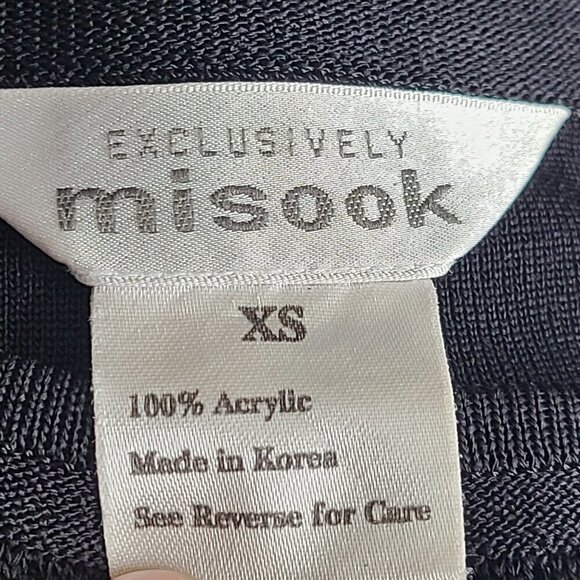 EXCLUSIVELY
misook
XS
100% Acrylic
Made in Korea
See Reverse for Care